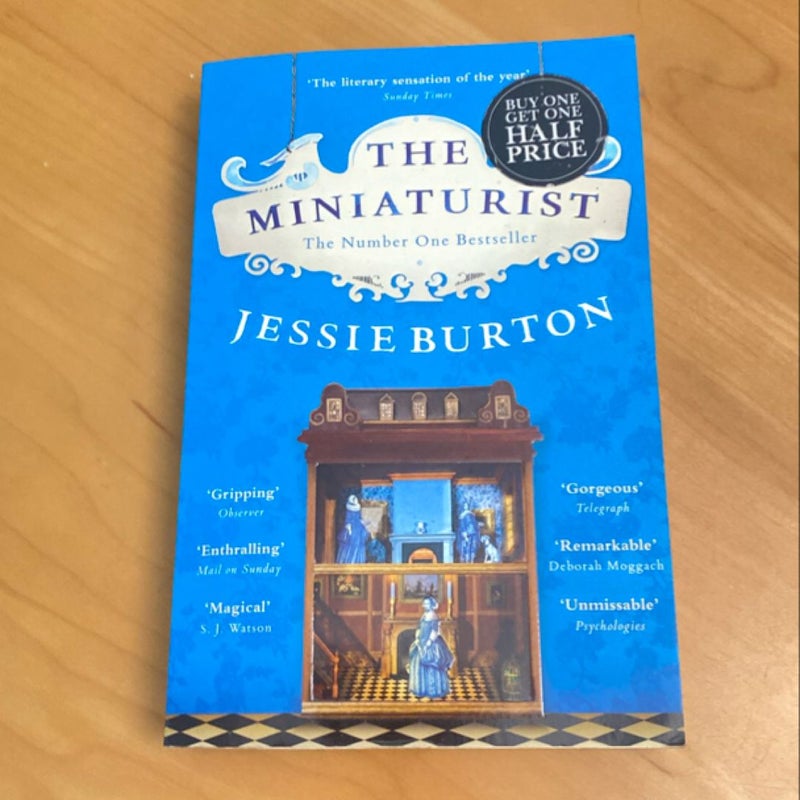 ‘The literary sensation of the year’
Sunday Times
BUY ONE
GET ONE
HALF
PRICE
THE
MINIATURIST
The Number One Bestseller
JESSIE BURTON
‘Gripping’
Observer
‘Enthralling’
Mail on Sunday
‘Magical’
S. J. Watson
‘Gorgeous’
Telegraph
‘Remarkable’
Deborah Moggach
‘Unmissable’
Psychologies